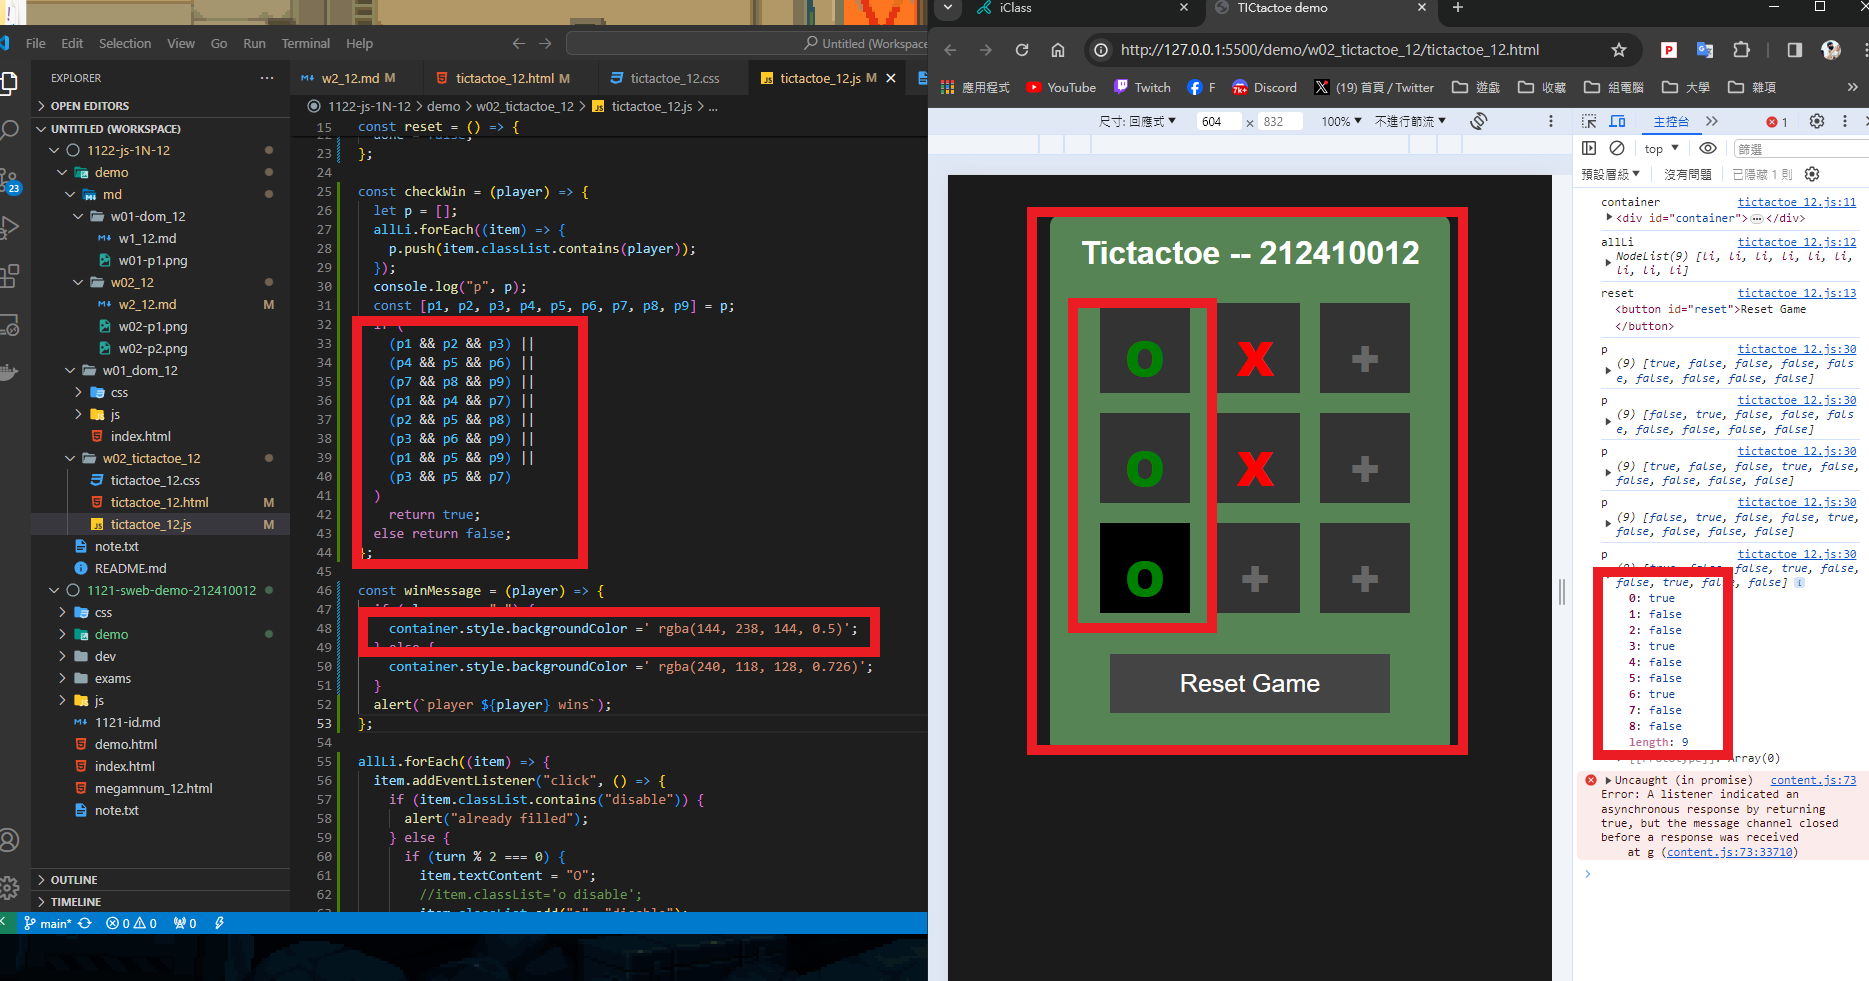 File Edit Selection View Go Run Terminal Help
Untitled (Workspace
EXPLORER
OPEN EDITORS
UNTITLED (WORKSPACE)
1122-js-1N-12
demo
md
w01-dom_12
w1_12.md
w01-p1.png
w02_12
w2_12.md M
w02-p1.png
w02-p2.png
w01_dom_12
css
js
index.html
w02_tictactoe_12
tictactoe_12.css
tictactoe_12.html M
tictactoe_12.js M
note.txt
README.md
1121-sweb-demo-212410012
css
demo
dev
exams
js
1121-id.md
demo.html
index.html
megamnum_12.html
note.txt
OUTLINE
TIMELINE
23
main* 0 0 0
w2_12.md M tictactoe_12.html M tictactoe_12.css tictactoe_12.js M
1122-js-1N-12 > demo > w02_tictactoe_12 > tictactoe_12.js > ...
15 const reset = () => {
23 };
24
25 const checkWin = (player) => {
26 let p = [];
27 allLi.forEach((item) => {
28 p.push(item.classList.contains(player));
29 });
30 console.log("p", p);
31 const [p1, p2, p3, p4, p5, p6, p7, p8, p9] = p;
32 if (
33 (p1 && p2 && p3) ||
34 (p4 && p5 && p6) ||
35 (p7 && p8 && p9) ||
36 (p1 && p4 && p7) ||
37 (p2 && p5 && p8) ||
38 (p3 && p6 && p9) ||
39 (p1 && p5 && p9) ||
40 (p3 && p5 && p7)
41 )
42 return true;
43 else return false;
44 };
45
46 const winMessage = (player) => {
47
48 container.style.backgroundColor =' rgba(144, 238, 144, 0.5)';
49 } else {
50 container.style.backgroundColor =' rgba(240, 118, 128, 0.726)';
51 }
52 alert(`player ${player} wins`);
53 };
54
55 allLi.forEach((item) => {
56 item.addEventListener("click", () => {
57 if (item.classList.contains("disable")) {
58 alert("already filled");
59 } else {
60 if (turn % 2 === 0) {
61 item.textContent = "O";
62 //item.classList='o disable';
iClass
TICtactoe demo
http://127.0.0.1:5500/demo/w02_tictactoe_12/tictactoe_12.html
應用程式 YouTube Twitch F Discord (19) 首頁 / Twitter 遊戲 收藏 組電腦 大學 雜項
尺寸: 回應式 604 × 832 100% 不進行節流
Tictactoe -- 212410012
O X +
O X +
O + +
Reset Game
主控台 1
top 篩選
預設層級 沒有問題 已隱藏 1 則
container tictactoe_12.js:11
<div id="container"> </div>
allLi tictactoe_12.js:12
NodeList(9) [li, li, li, li, li, li,
li, li, li]
reset tictactoe_12.js:13
<button id="reset">Reset Game
</button>
p tictactoe_12.js:30
(9) [true, false, false, false, fals
e, false, false, false, false]
p tictactoe_12.js:30
(9) [false, true, false, false, fals
e, false, false, false, false]
p tictactoe_12.js:30
(9) [true, false, false, true, false,
false, false, false, false]
p tictactoe_12.js:30
(9) [false, true, false, false, true,
false, false, false, false]
p tictactoe_12.js:30
(9) [true, false, false, true, false,
false, true, false, false]
0: true
1: false
2: false
3: true
4: false
5: false
6: true
7: false
8: false
length: 9
[[Prototype]]: Array(0)
Uncaught (in promise) content.js:73
Error: A listener indicated an
asynchronous response by returning
true, but the message channel closed
before a response was received
at g (content.js:73:33710)